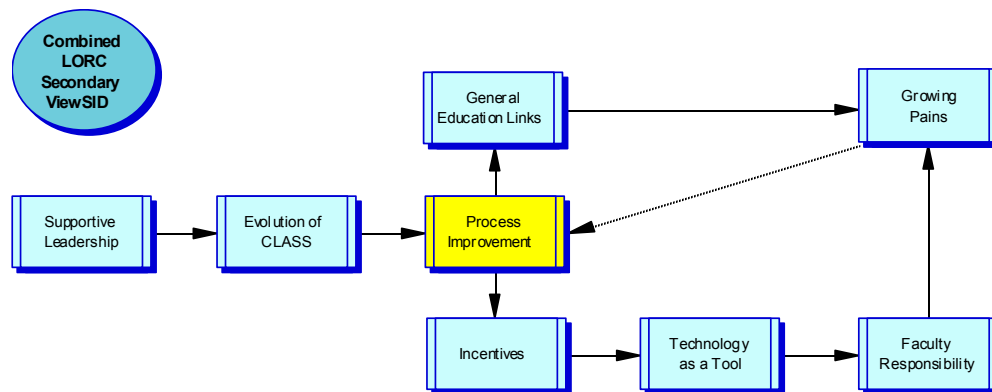 Combined
LORC
Secondary
ViewSID
General
Education Links
Growing
Pains
Supportive
Leadership
Evolution of
CLASS
Process
Improvement
Incentives
Technology
as a Tool
Faculty
Responsibility